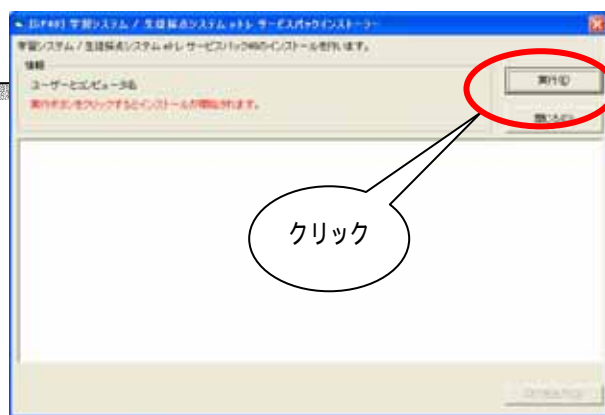 [SP40] 学習システム / 生徒採点システム eトレ サービスパックインストーラー
学習システム / 生徒採点システム eトレ サービスパック40のインストールを行います。
情報
ユーザーとコンピュータ名
実行ボタンをクリックするとインストールが開始されます。
実行(E)
閉じる(C)
クリック